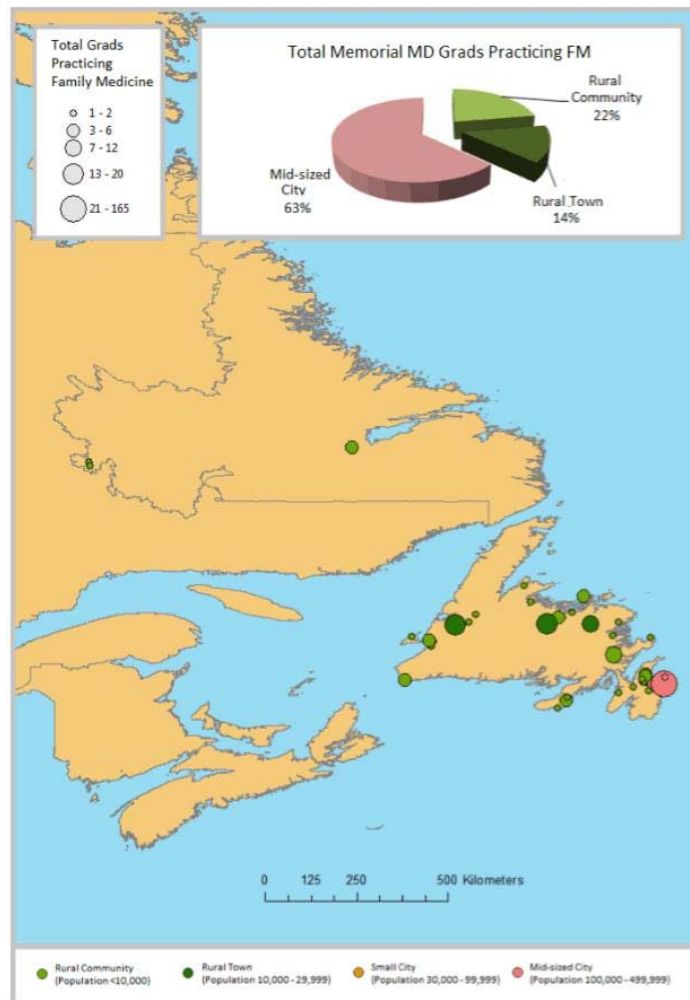 Total Grads
Practicing
Family Medicine
1 - 2
3 - 6
7 - 12
13 - 20
21 - 165
Total Memorial MD Grads Practicing FM
Rural
Community
22%
Mid-sized
City
63%
Rural Town
14%
0 125 250 500 Kilometers
Rural Community
(Population <10,000)
Rural Town
(Population 10,000 - 29,999)
Small City
(Population 30,000 - 99,999)
Mid-sized City
(Population 100,000 - 499,999)